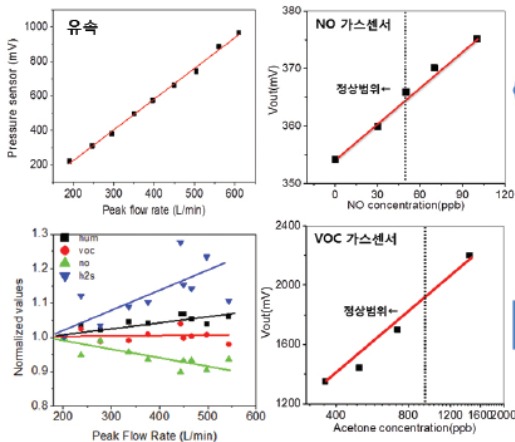 유속
Pressure sensor (mV)
1000
800
600
400
200
200
300
400
500
600
Peak flow rate (L/min)
NO 가스센서
Vout(mV)
380
370
360
350
정상범위←
0
30
60
90
120
NO concentration(ppb)
Normalized values
1.3
1.2
1.1
1.0
0.9
0.8
hum
voc
no
h2s
200
300
400
500
600
Peak Flow Rate (L/min)
VOC 가스센서
Vout(mV)
2400
2000
1600
1200
정상범위←
400
800
1200
1600
2000
Acetone concentration(ppb)